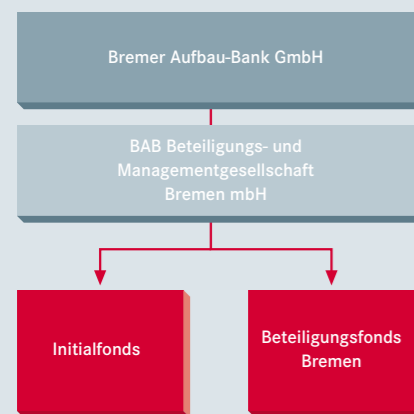 Bremer Aufbau-Bank GmbH
BAB Beteiligungs- und
Managementgesellschaft
Bremen mbH
Initialfonds
Beteiligungsfonds
Bremen